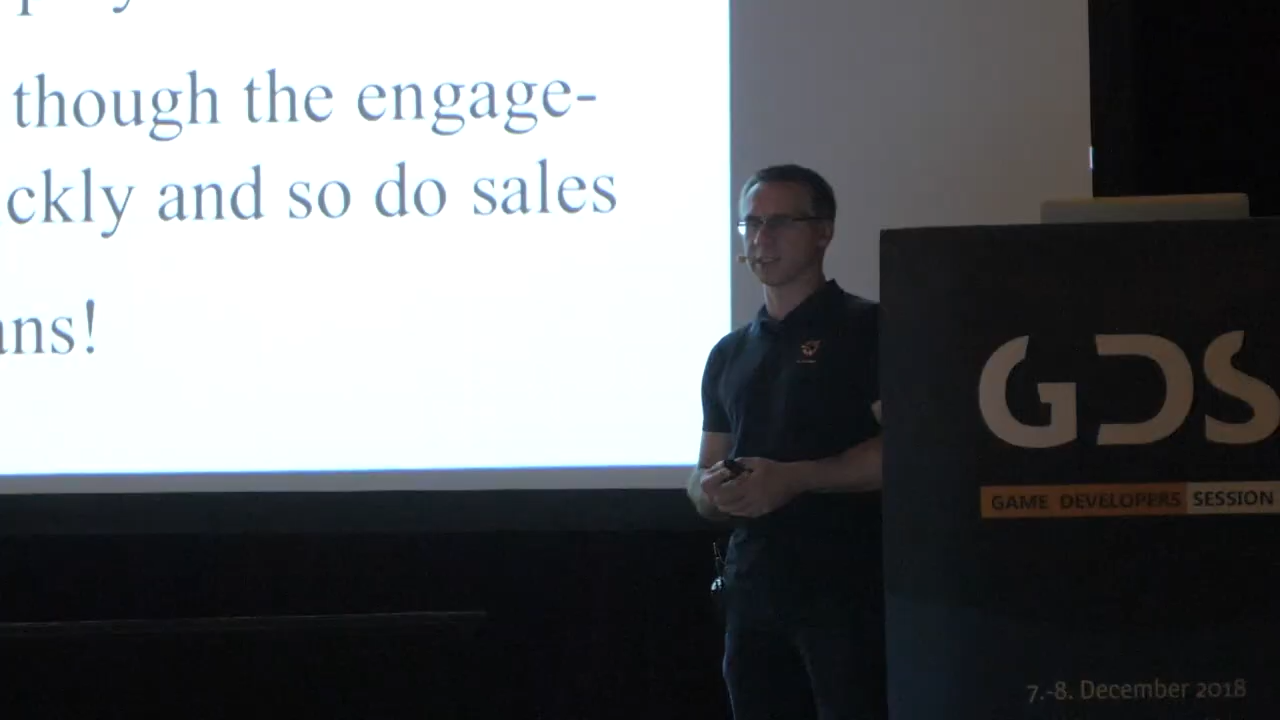 though the engage-
ckly and so do sales
ans!
GDS
GAME DEVELOPERS SESSION
7.-8. December 2018